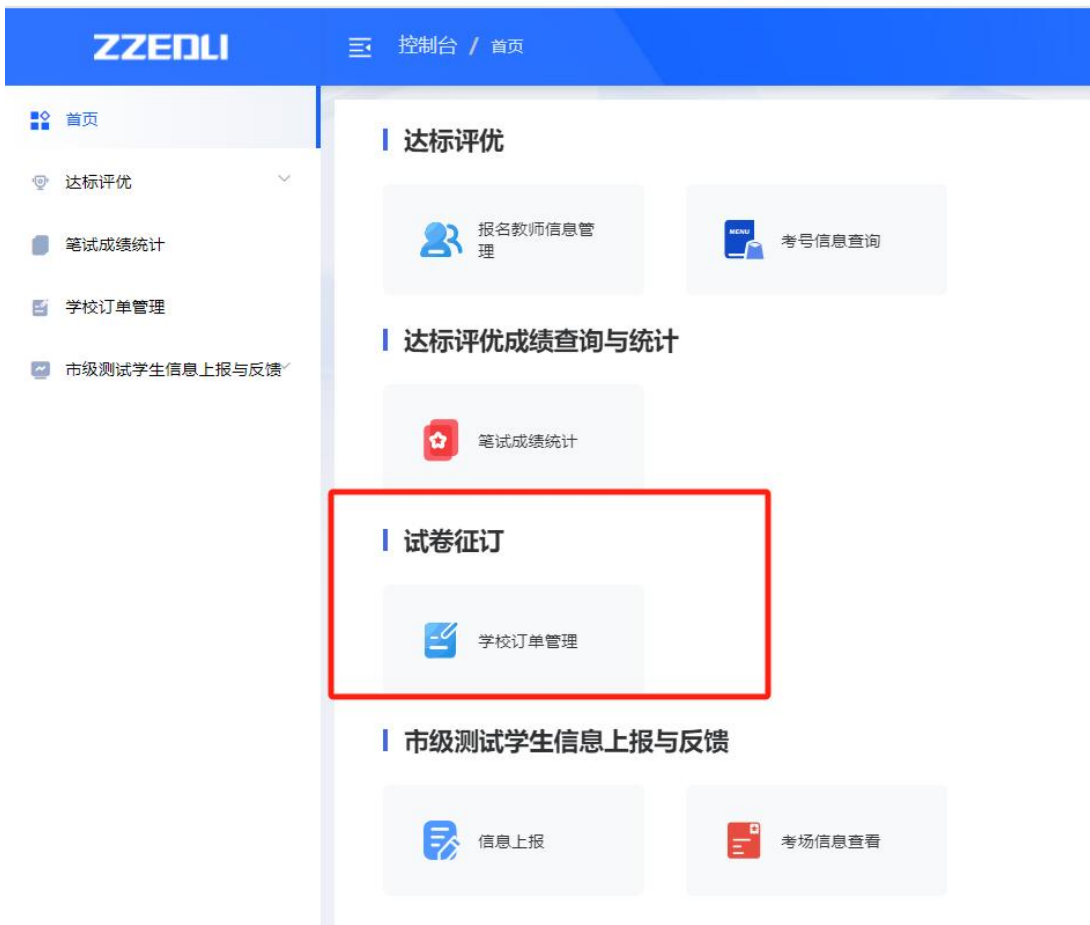 ZZEDLI
控制台 / 首页
首页
达标评优
笔试成绩统计
学校订单管理
市级测试学生信息上报与反馈
达标评优
报名教师信息管
理
MENU
考号信息查询
达标评优成绩查询与统计
笔试成绩统计
试卷征订
学校订单管理
市级测试学生信息上报与反馈
信息上报
考场信息查看